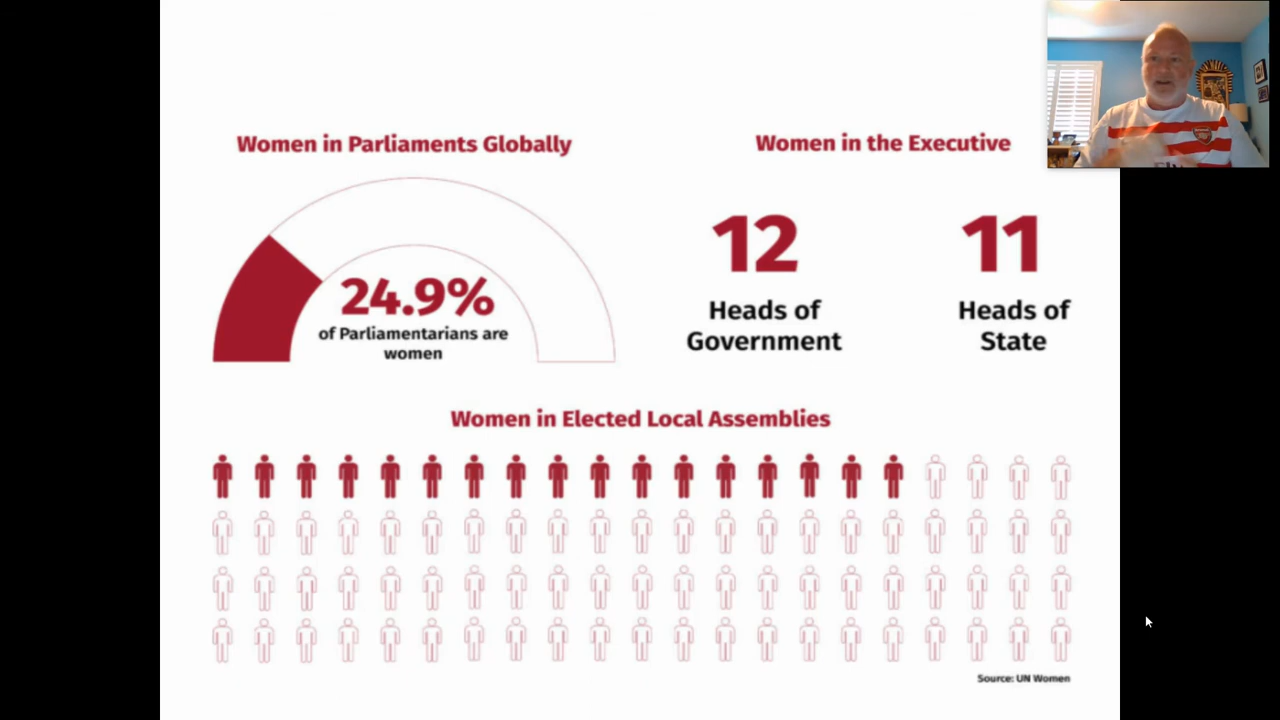 Women in Parliaments Globally
24.9%
of Parliamentarians are
women
Women in the Executive
12
Heads of
Government
11
Heads of
State
Women in Elected Local Assemblies
Source: UN Women